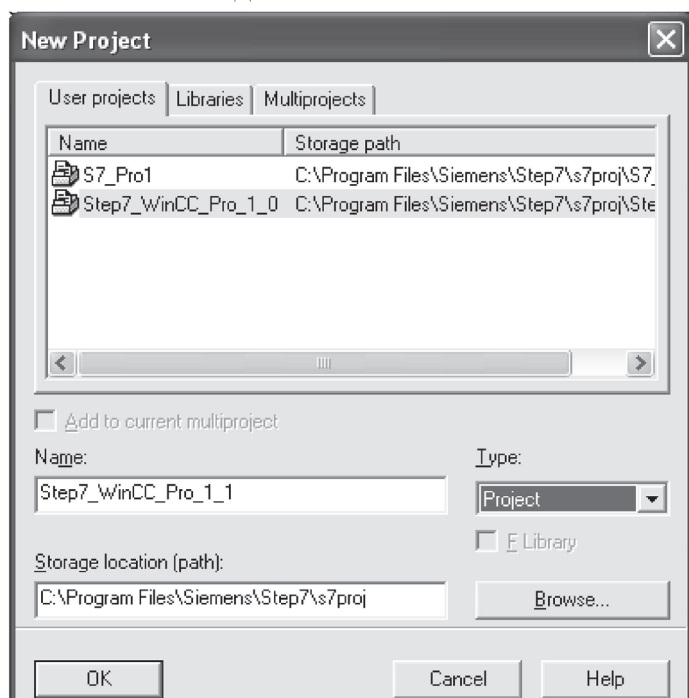 New Project
User projects Libraries Multiprojects
Name Storage path
S7_Pro1 C:\Program Files\Siemens\Step7\s7proj\S7_
Step7_WinCC_Pro_1_0 C:\Program Files\Siemens\Step7\s7proj\Ste
Add to current multiproject
Name: Type:
Step7_WinCC_Pro_1_1 Project
F Library
Storage location (path):
C:\Program Files\Siemens\Step7\s7proj Browse...
OK Cancel Help